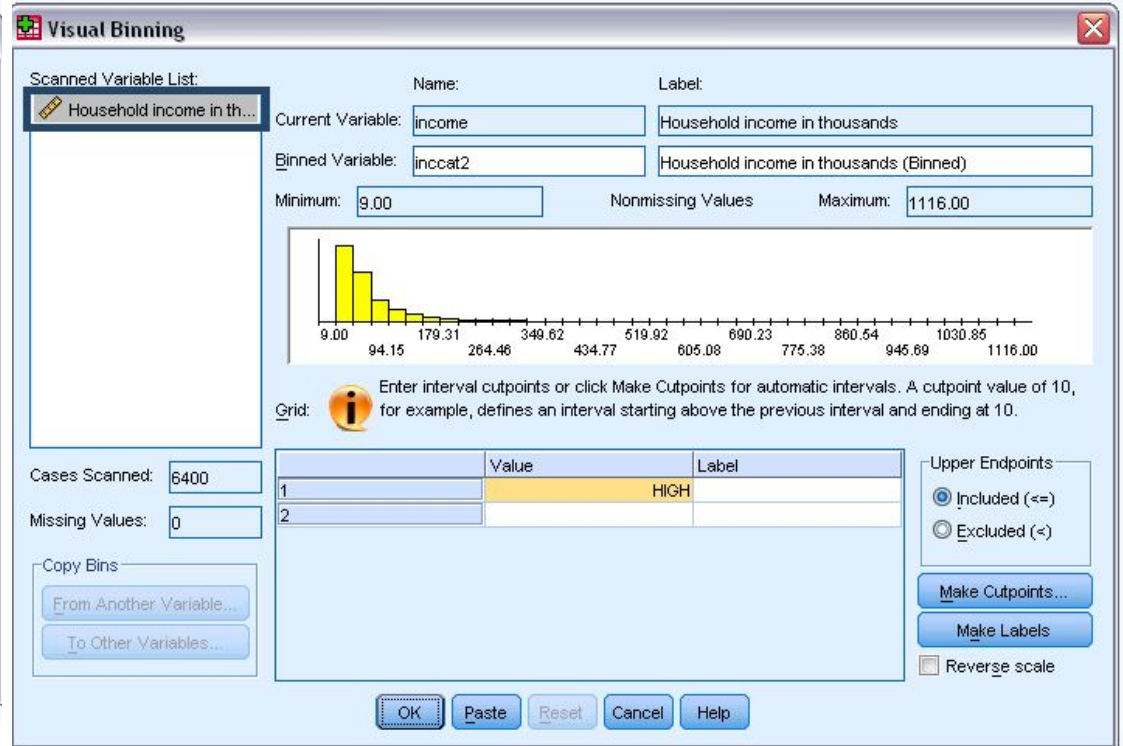 Visual Binning
Scanned Variable List:
Household income in th...
Name:
Label:
Current Variable:
income
Household income in thousands
Binned Variable:
inccat2
Household income in thousands (Binned)
Minimum:
9.00
Nonmissing Values
Maximum:
1116.00
9.00 179.31 349.62 519.92 690.23 860.54 1030.85
94.15 264.46 434.77 605.08 775.38 945.69 1116.00
Grid:
Enter interval cutpoints or click Make Cutpoints for automatic intervals. A cutpoint value of 10,
for example, defines an interval starting above the previous interval and ending at 10.
Cases Scanned:
6400
Missing Values:
0
Copy Bins
From Another Variable...
To Other Variables...
Value Label
1 HIGH
2
Upper Endpoints
Included (<=)
Excluded (<)
Make Cutpoints...
Make Labels
Reverse scale
OK Paste Reset Cancel Help